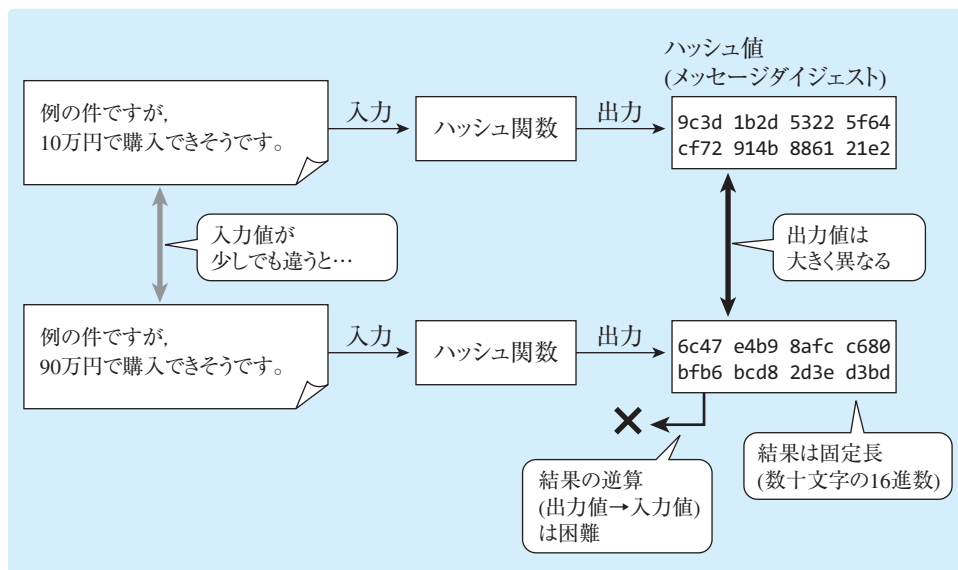 ハッシュ値
(メッセージダイジェスト)
例の件ですが,
10万円で購入できそうです。
入力
ハッシュ関数
出力
9c3d 1b2d 5322 5f64
cf72 914b 8861 21e2
入力値が
少しでも違うと…
出力値は
大きく異なる
例の件ですが,
90万円で購入できそうです。
入力
ハッシュ関数
出力
6c47 e4b9 8afc c680
bfb6 bcd8 2d3e d3bd
結果の逆算
(出力値→入力値)
は困難
結果は固定長
(数十文字の16進数)